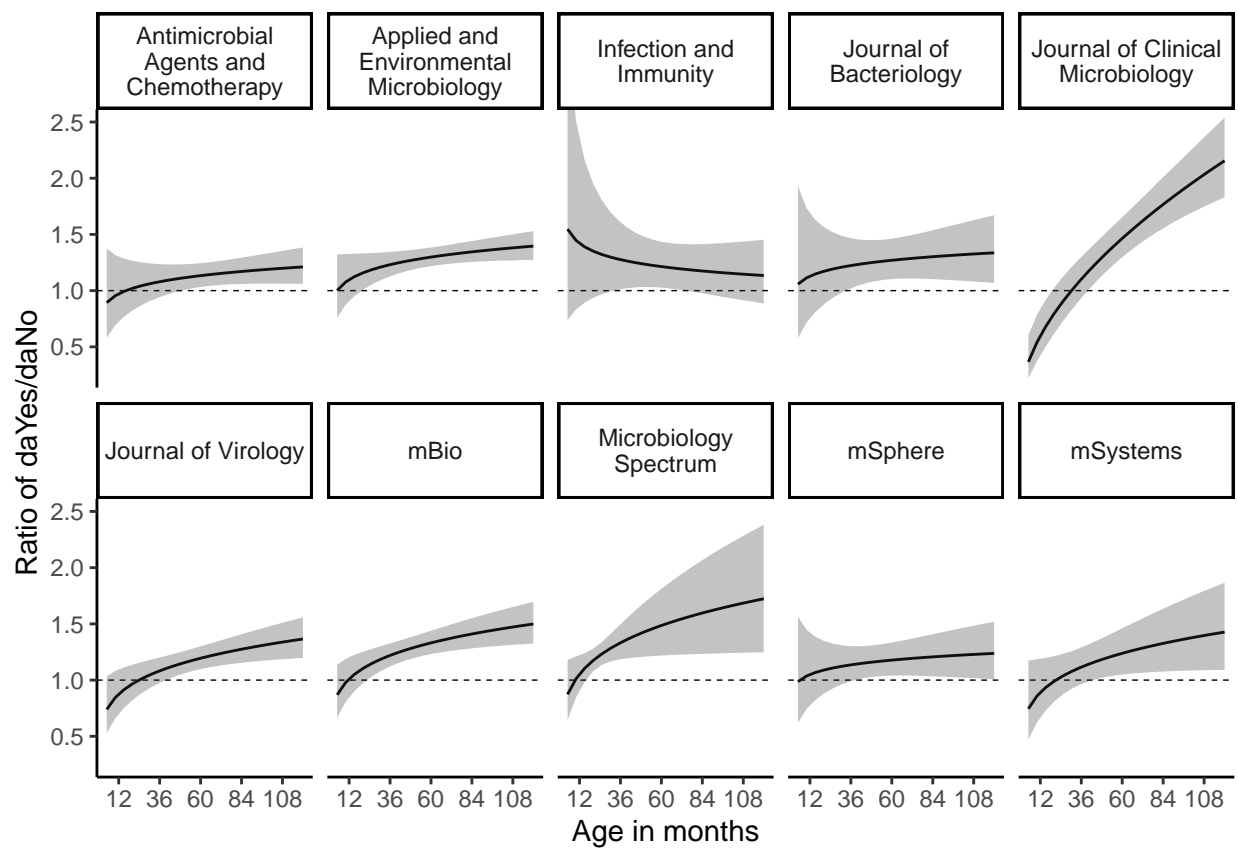 Antimicrobial
Agents and
Chemotherapy
Applied and
Environmental
Microbiology
Infection and
Immunity
Journal of
Bacteriology
Journal of Clinical
Microbiology
2.5
2.0
1.5
1.0
0.5
Ratio of daYes/daNo
Journal of Virology
mBio
Microbiology
Spectrum
mSphere
mSystems
2.5
2.0
1.5
1.0
0.5
12 36 60 84 108
12 36 60 84 108
12 36 60 84 108
12 36 60 84 108
12 36 60 84 108
Age in months